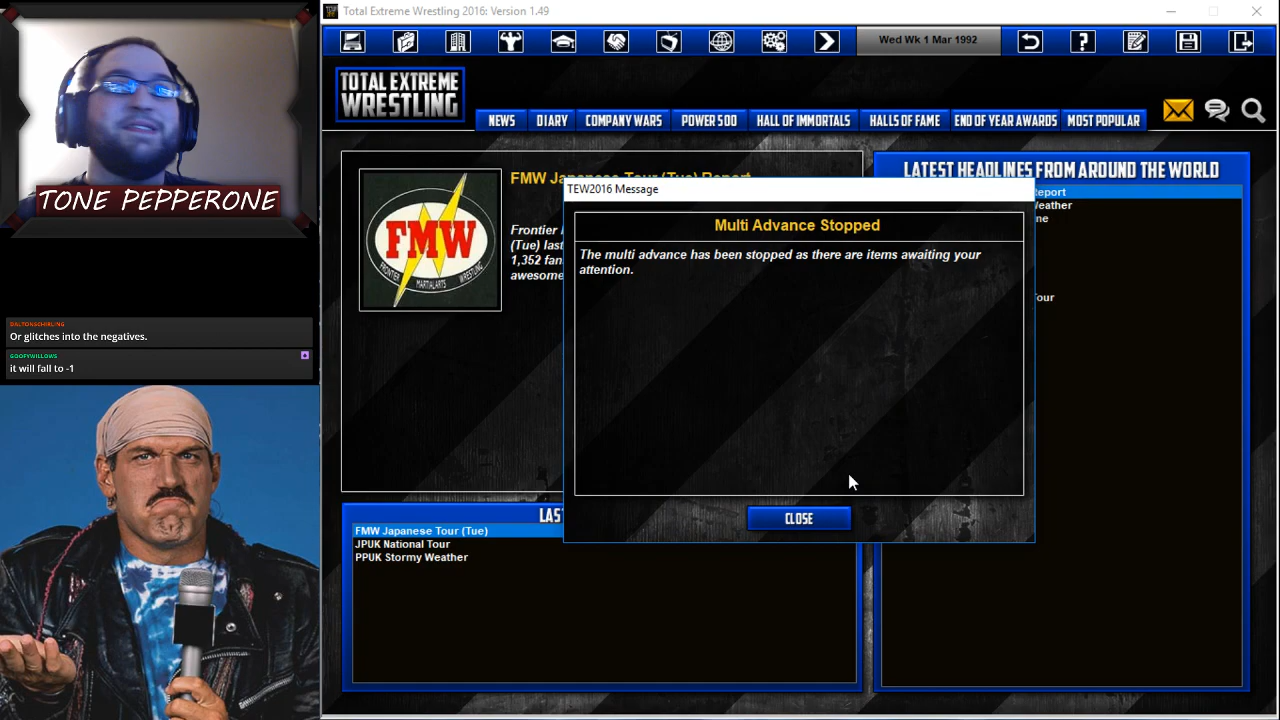 Total Extreme Wrestling 2016: Version 1.49
Wed Wk 1 Mar 1992
TOTAL EXTREME
WRESTLING
NEWS DIARY COMPANY WARS POWER 500 HALL OF IMMORTALS HALLS OF FAME END OF YEAR AWARDS MOST POPULAR
TONE PEPPERONE
DALTONSCHIRLING
Or glitches into the negatives.
GOOFYWILLOWS
it will fall to -1
FMW Japanese Tour (Tue) Report
FMW
FRONTIER MARTIALARTS WRESTLING
Frontier
(Tue) last
1,352 fan
awesome
LATEST HEADLINES FROM AROUND THE WORLD
Report
Weather
me
Tour
TEW2016 Message
Multi Advance Stopped
The multi advance has been stopped as there are items awaiting your
attention.
CLOSE
LAS
FMW Japanese Tour (Tue)
JPUK National Tour
PPUK Stormy Weather